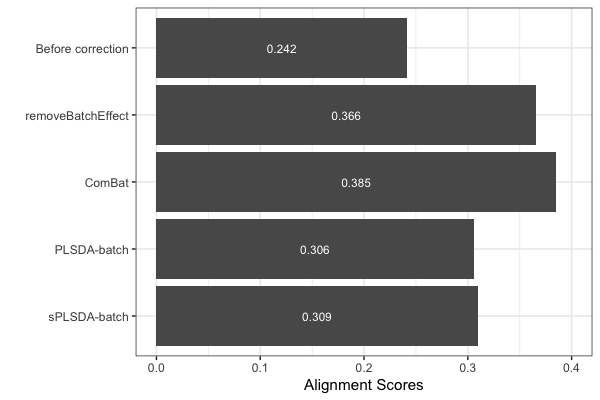 Before correction
0.242
removeBatchEffect
0.366
ComBat
0.385
PLSDA-batch
0.306
sPLSDA-batch
0.309
0.0 0.1 0.2 0.3 0.4
Alignment Scores